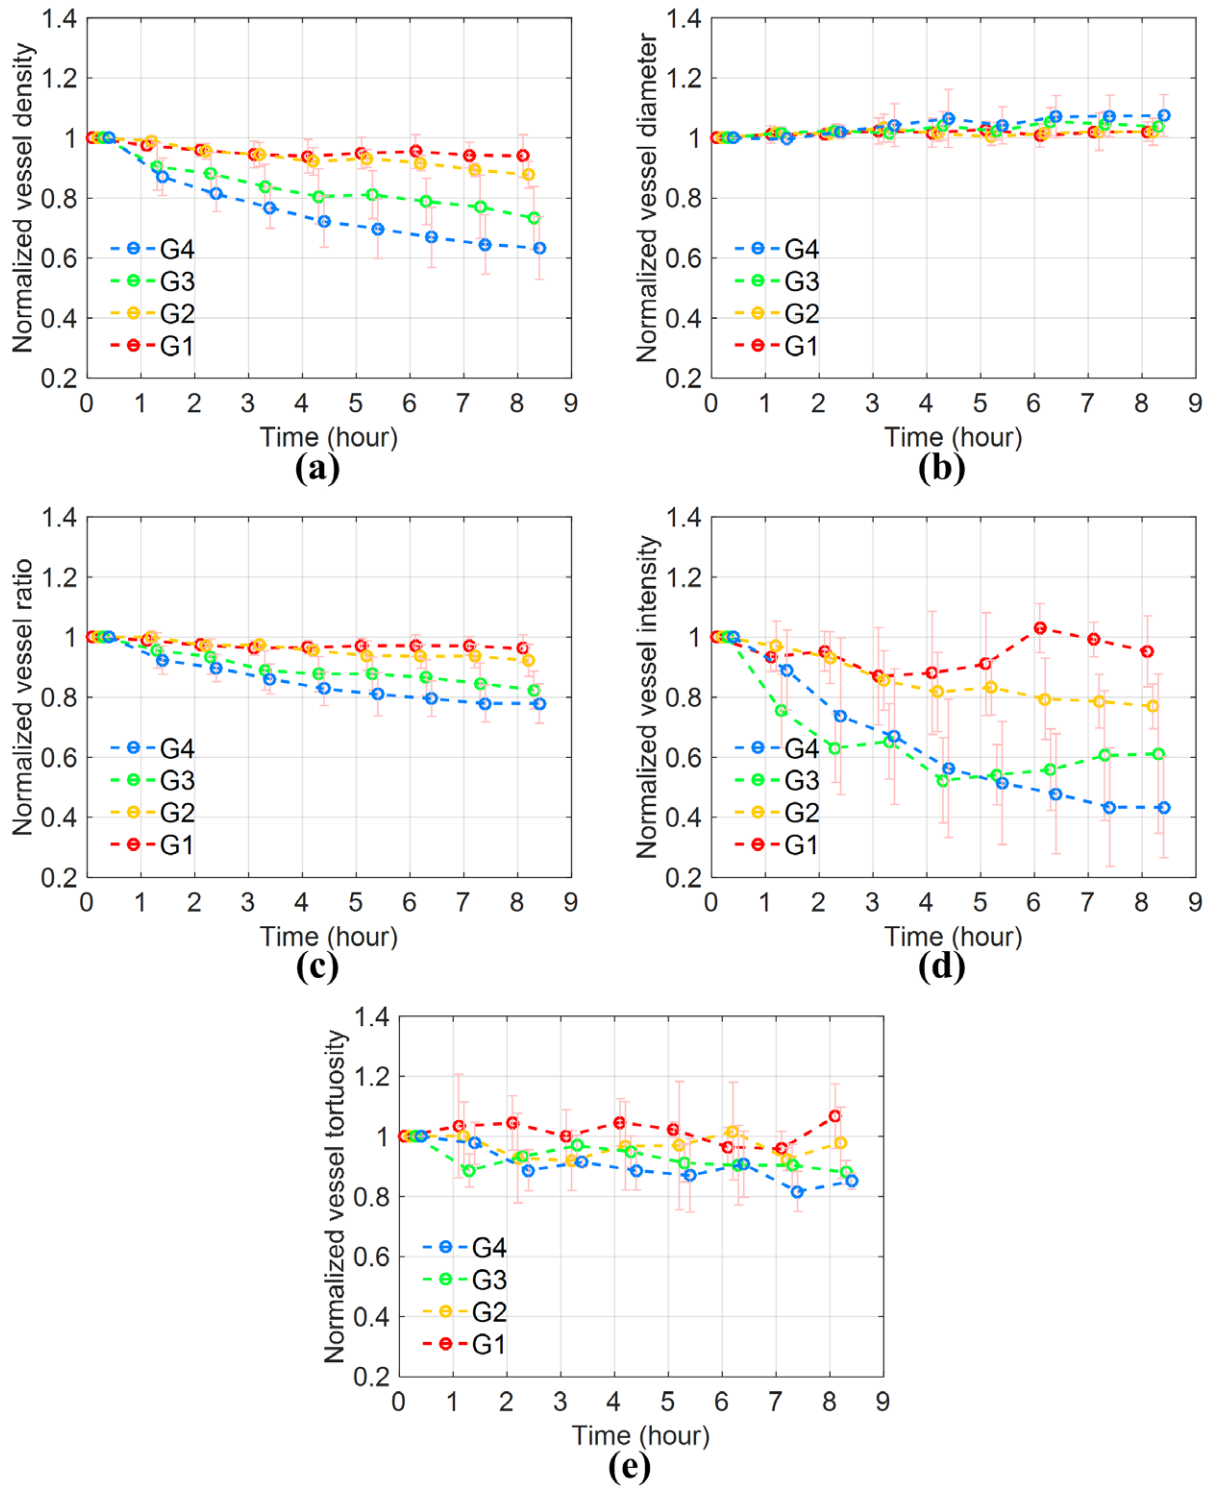 1.4
1.2
1
0.8
0.6
0.4
0.2
Normalized vessel density
G4
G3
G2
G1
0 1 2 3 4 5 6 7 8 9
Time (hour)
(a)
1.4
1.2
1
0.8
0.6
0.4
0.2
Normalized vessel diameter
G4
G3
G2
G1
0 1 2 3 4 5 6 7 8 9
Time (hour)
(b)
1.4
1.2
1
0.8
0.6
0.4
0.2
Normalized vessel ratio
G4
G3
G2
G1
0 1 2 3 4 5 6 7 8 9
Time (hour)
(c)
1.4
1.2
1
0.8
0.6
0.4
0.2
Normalized vessel intensity
G4
G3
G2
G1
0 1 2 3 4 5 6 7 8 9
Time (hour)
(d)
1.4
1.2
1
0.8
0.6
0.4
0.2
Normalized vessel tortuosity
G4
G3
G2
G1
0 1 2 3 4 5 6 7 8 9
Time (hour)
(e)